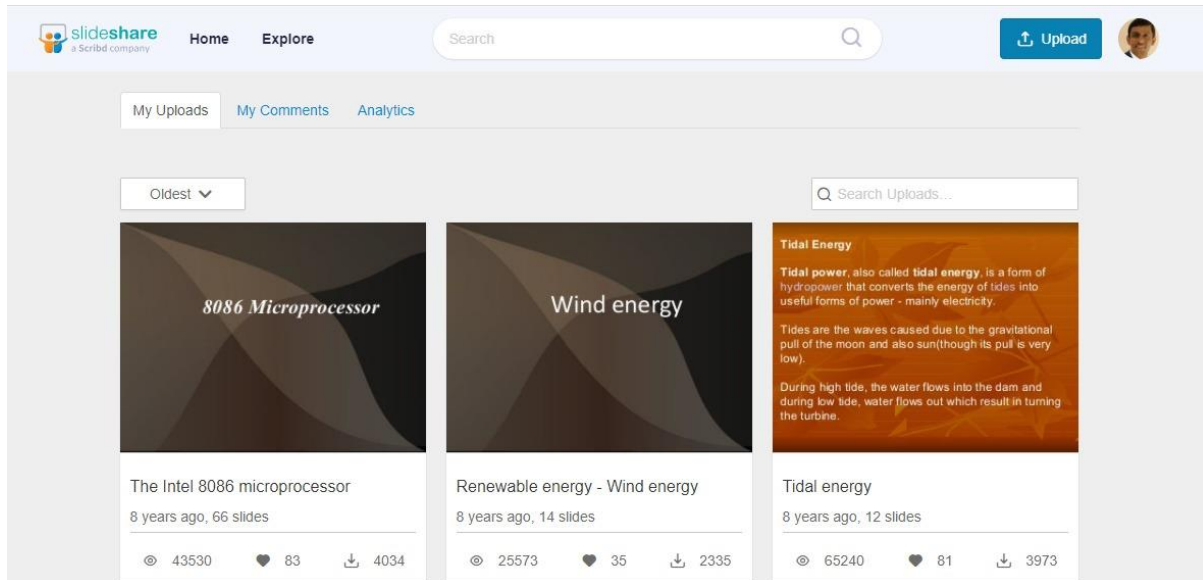 slideshare
a Scribd company
Home Explore
Search
Upload
My Uploads My Comments Analytics
Oldest
Search Uploads...
8086 Microprocessor
Wind energy
Tidal Energy
Tidal power, also called tidal energy, is a form of
hydropower that converts the energy of tides into
useful forms of power - mainly electricity.
Tides are the waves caused due to the gravitational
pull of the moon and also sun(though its pull is very
low).
During high tide, the water flows into the dam and
during low tide, water flows out which result in turning
the turbine.
The Intel 8086 microprocessor
8 years ago, 66 slides
43530 83 4034
Renewable energy - Wind energy
8 years ago, 14 slides
25573 35 2335
Tidal energy
8 years ago, 12 slides
65240 81 3973